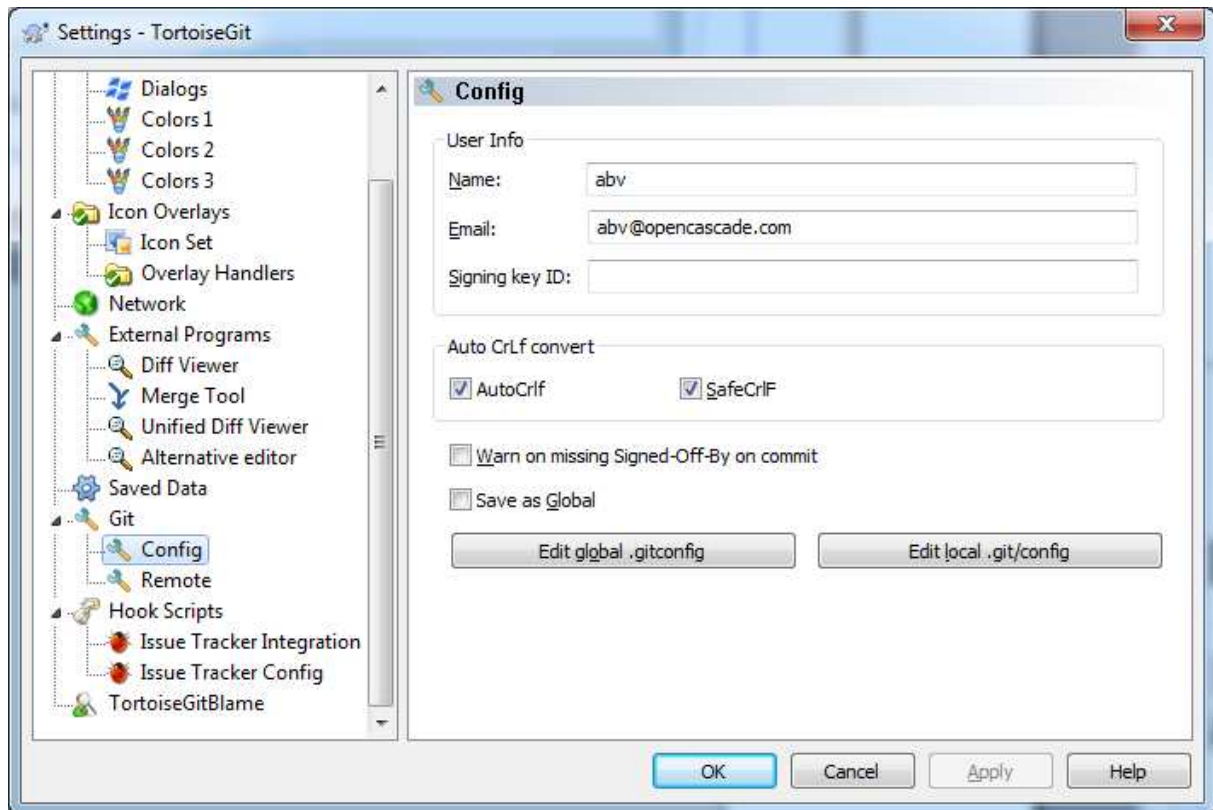 Settings - TortoiseGit
Dialogs
Colors 1
Colors 2
Colors 3
Icon Overlays
Icon Set
Overlay Handlers
Network
External Programs
Diff Viewer
Merge Tool
Unified Diff Viewer
Alternative editor
Saved Data
Git
Config
Remote
Hook Scripts
Issue Tracker Integration
Issue Tracker Config
TortoiseGitBlame
Config
User Info
Name: abv
Email: abv@opencascade.com
Signing key ID:
Auto CrLf convert
AutoCrlf SafeCrlF
Warn on missing Signed-Off-By on commit
Save as Global
Edit global .gitconfig Edit local .git/config
OK Cancel Apply Help